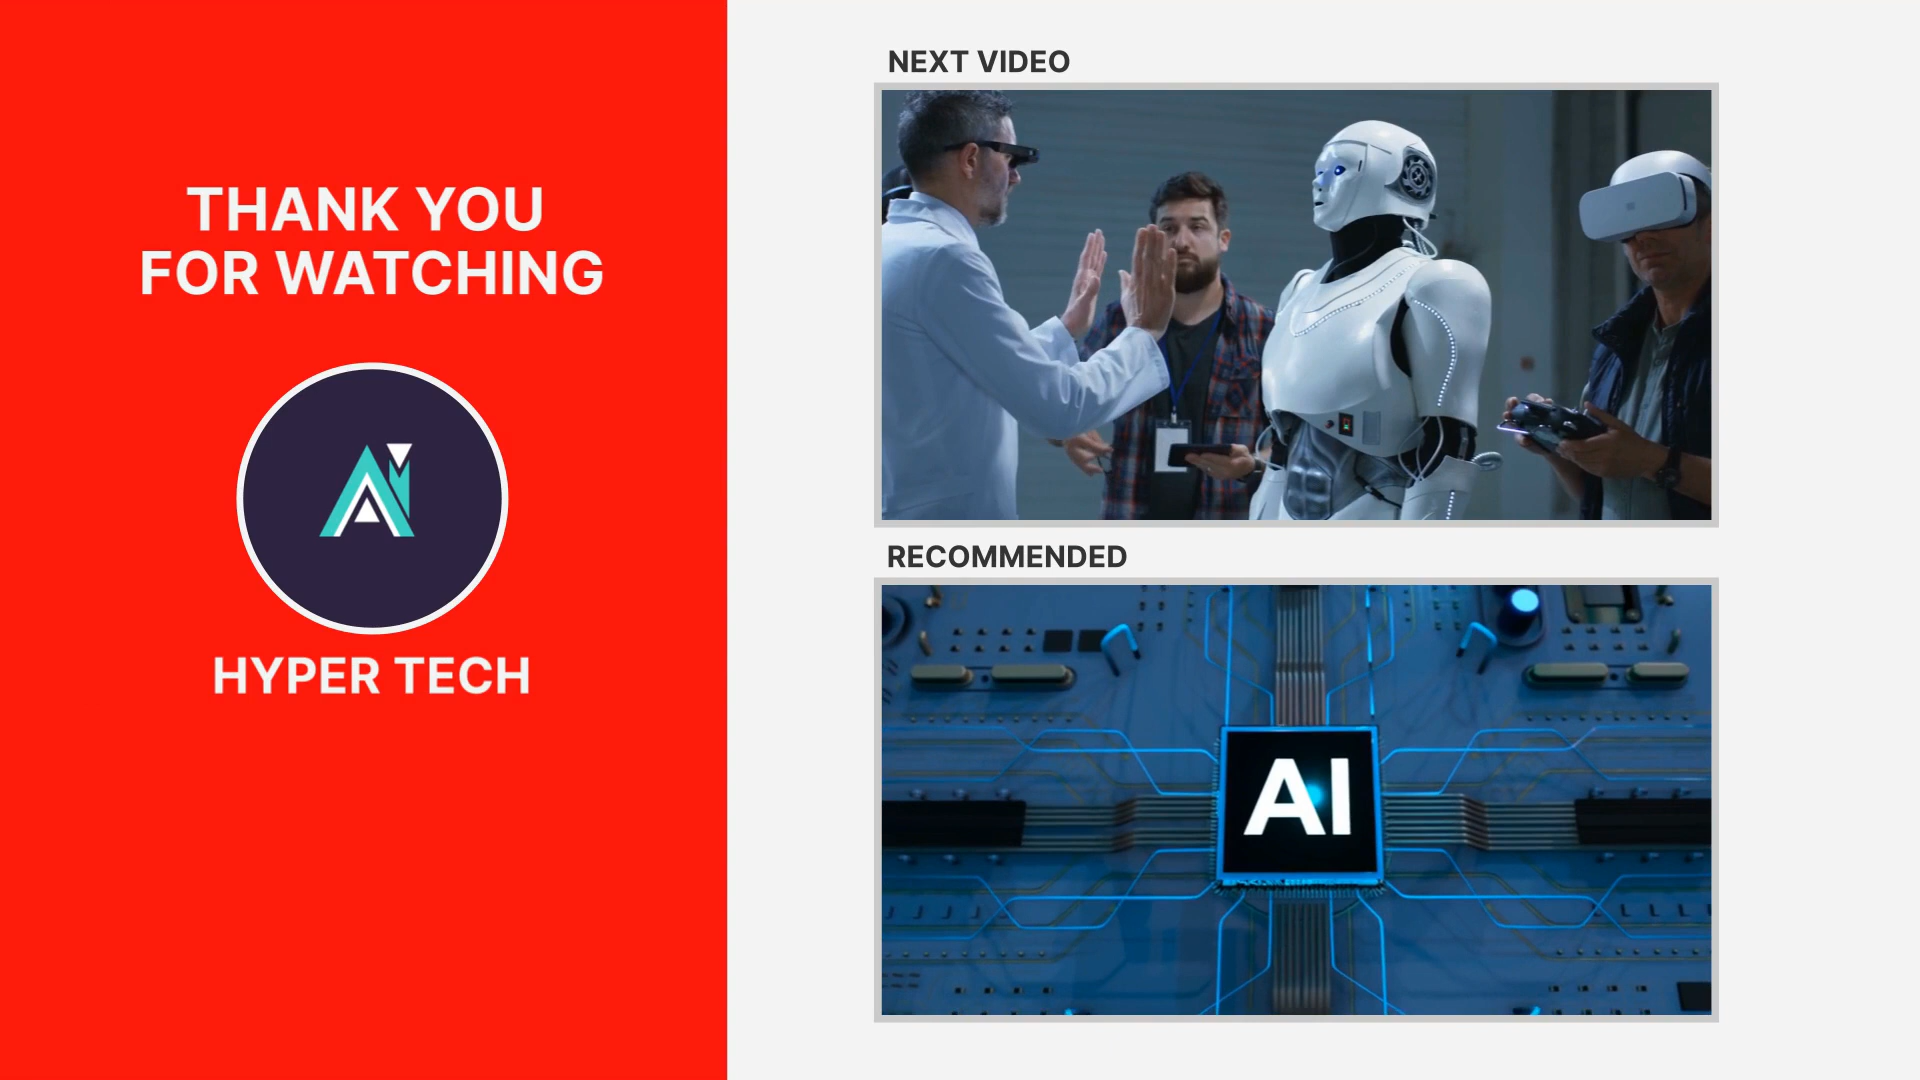 THANK YOU
FOR WATCHING
HYPER TECH
NEXT VIDEO
RECOMMENDED
AI